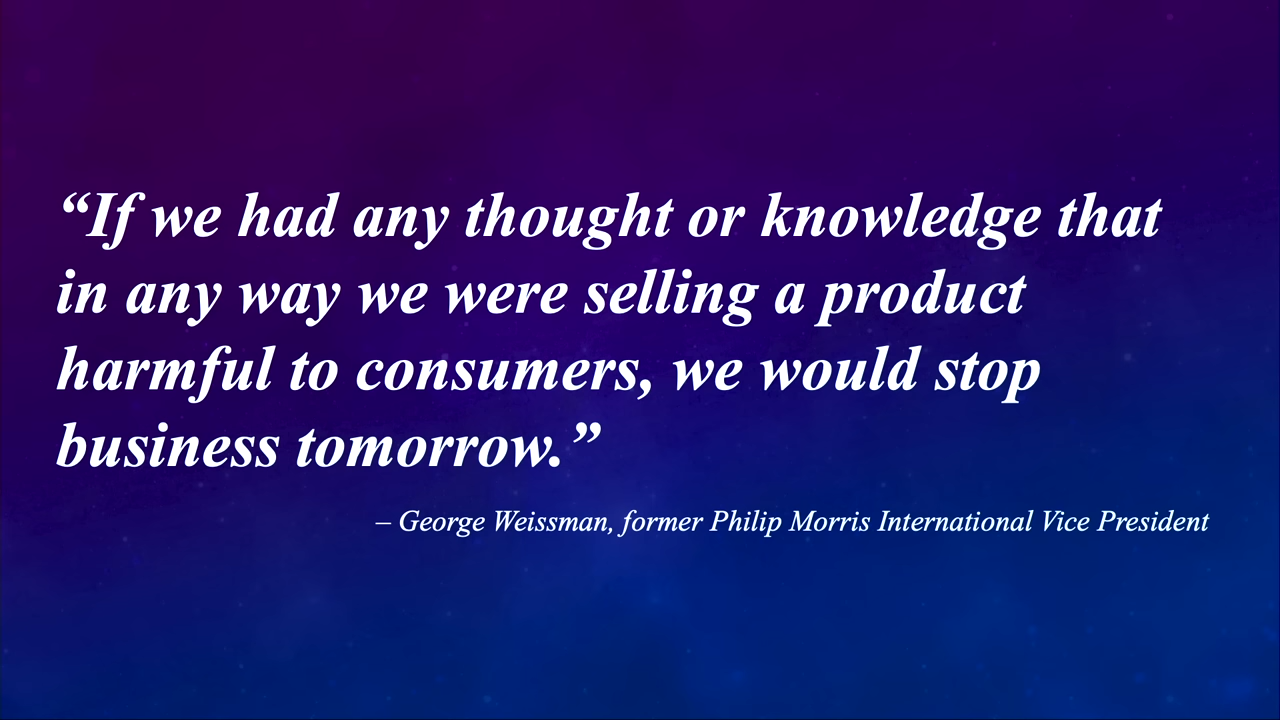 “If we had any thought or knowledge that
in any way we were selling a product
harmful to consumers, we would stop
business tomorrow.”
– George Weissman, former Philip Morris International Vice President